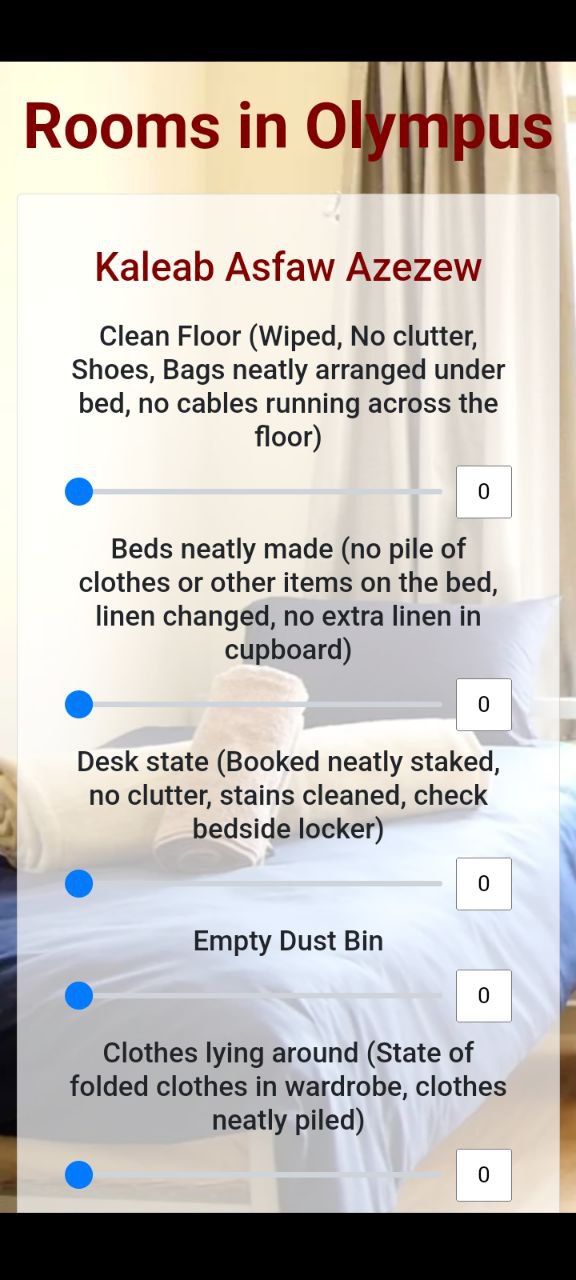 Rooms in Olympus
Kaleab Asfaw Azezew
Clean Floor (Wiped, No clutter,
Shoes, Bags neatly arranged under
bed, no cables running across the
floor)
0
Beds neatly made (no pile of
clothes or other items on the bed,
linen changed, no extra linen in
cupboard)
0
Desk state (Booked neatly staked,
no clutter, stains cleaned, check
bedside locker)
0
Empty Dust Bin
0
Clothes lying around (State of
folded clothes in wardrobe, clothes
neatly piled)
0